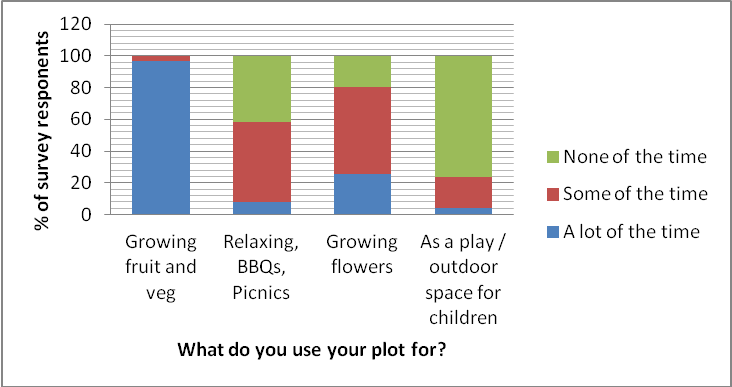 120
100
80
60
40
20
0
% of survey responents
Growing
fruit and
veg
Relaxing,
BBQs,
Picnics
Growing
flowers
As a play /
outdoor
space for
children
What do you use your plot for?
None of the time
Some of the time
A lot of the time